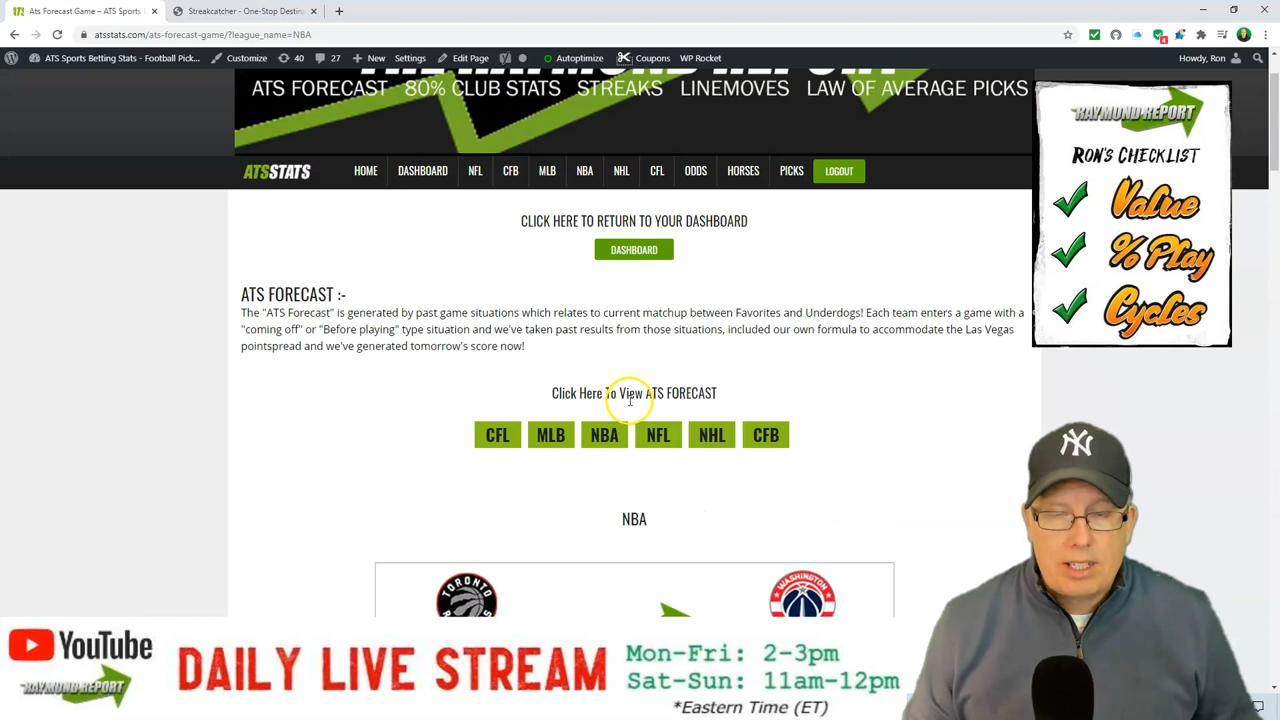 Ats Forecast Game – ATS Sports
Streakcatcher - One-Stop Destina
atsstats.com/ats-forecast-game/?league_name=NBA
ATS Sports Betting Stats - Football Pick...
Customize
40
27
New
Settings
Edit Page
Autoptimize
Coupons
WP Rocket
Howdy, Ron
THE RAYMOND REPORT
ATS FORECAST 80% CLUB STATS STREAKS LINEMOVES LAW OF AVERAGE PICKS
ATSSTATS
HOME
DASHBOARD
NFL
CFB
MLB
NBA
NHL
CFL
ODDS
HORSES
PICKS
LOGOUT
CLICK HERE TO RETURN TO YOUR DASHBOARD
DASHBOARD
ATS FORECAST :-
The "ATS Forecast" is generated by past game situations which relates to current matchup between Favorites and Underdogs! Each team enters a game with a
"coming off" or "Before playing" type situation and we've taken past results from those situations, included our own formula to accommodate the Las Vegas
pointspread and we've generated tomorrow's score now!
Click Here To View ATS FORECAST
CFL
MLB
NBA
NFL
NHL
CFB
NBA
TORONTO
WASHINGTON
RAYMOND REPORT
RON'S CHECKLIST
Value
% Play
Cycles
YouTube
RAYMOND REPORT
DAILY LIVE STREAM
Mon-Fri: 2-3pm
Sat-Sun: 11am-12pm
*Eastern Time (ET)